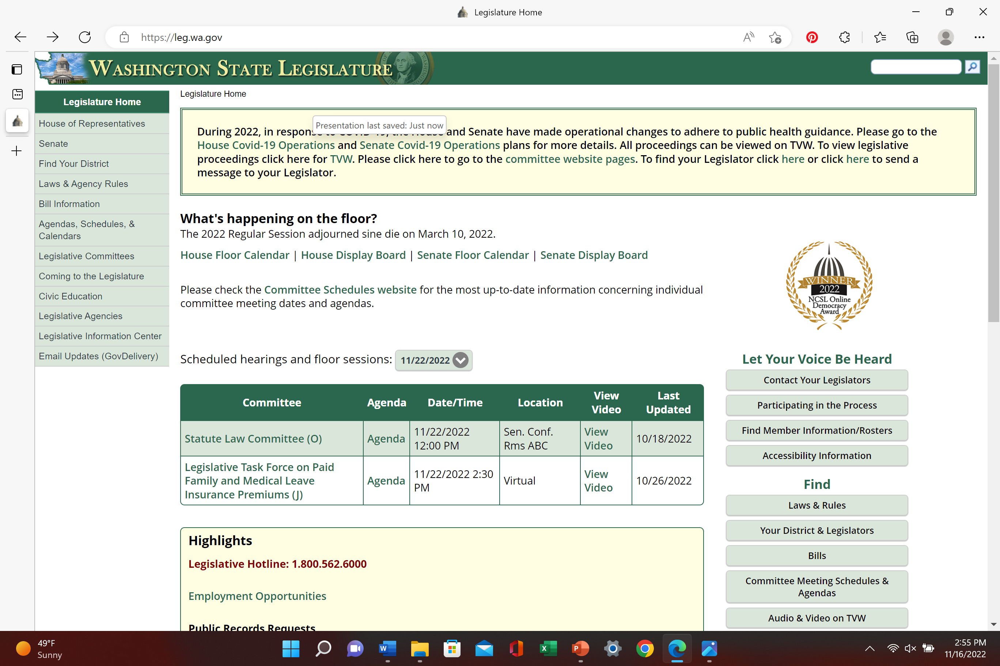 Legislature Home
https://leg.wa.gov
WASHINGTON STATE LEGISLATURE
Legislature Home
House of Representatives
Senate
Find Your District
Laws & Agency Rules
Bill Information
Agendas, Schedules, &
Calendars
Legislative Committees
Coming to the Legislature
Civic Education
Legislative Agencies
Legislative Information Center
Email Updates (GovDelivery)
Legislature Home
Presentation last saved: Just now
During 2022, in respon and Senate have made operational changes to adhere to public health guidance. Please go to the
House Covid-19 Operations and Senate Covid-19 Operations plans for more details. All proceedings can be viewed on TVW. To view legislative
proceedings click here for TVW. Please click here to go to the committee website pages. To find your Legislator click here or click here to send a
message to your Legislator.
What's happening on the floor?
The 2022 Regular Session adjourned sine die on March 10, 2022.
House Floor Calendar | House Display Board | Senate Floor Calendar | Senate Display Board
Please check the Committee Schedules website for the most up-to-date information concerning individual
committee meeting dates and agendas.
WINNER
2022
NCSL Online
Democracy
Award
Scheduled hearings and floor sessions: 11/22/2022
Committee Agenda Date/Time Location View Video Last Updated
Statute Law Committee (O) Agenda 11/22/2022 12:00 PM Sen. Conf. Rms ABC View Video 10/18/2022
Legislative Task Force on Paid Family and Medical Leave Insurance Premiums (J) Agenda 11/22/2022 2:30 PM Virtual View Video 10/26/2022
Highlights
Legislative Hotline: 1.800.562.6000
Employment Opportunities
Public Records Requests
Let Your Voice Be Heard
Contact Your Legislators
Participating in the Process
Find Member Information/Rosters
Accessibility Information
Find
Laws & Rules
Your District & Legislators
Bills
Committee Meeting Schedules &
Agendas
Audio & Video on TVW
49°F
Sunny
2:55 PM
11/16/2022